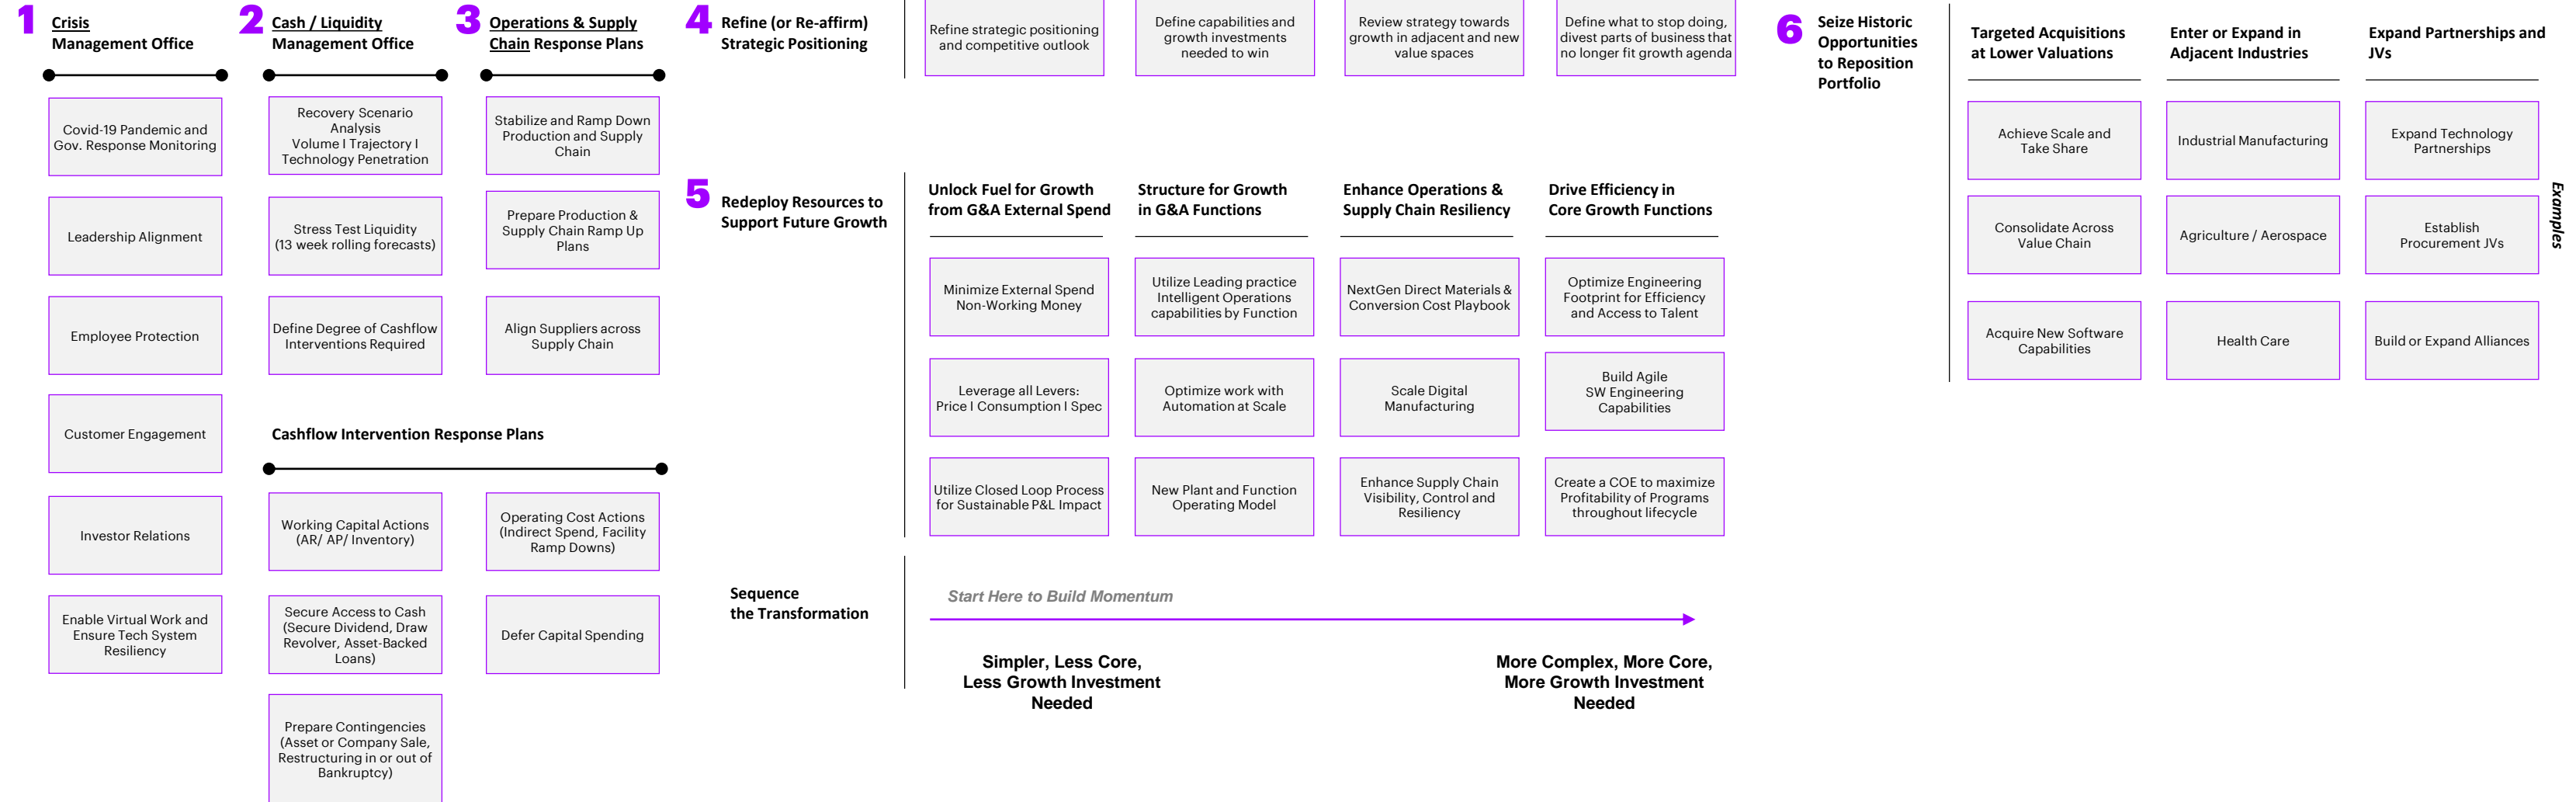 1
Crisis
Management Office
Covid-19 Pandemic and
Gov. Response Monitoring
Leadership Alignment
Employee Protection
Customer Engagement
Investor Relations
Enable Virtual Work and
Ensure Tech System
Resiliency
2
Cash / Liquidity
Management Office
Recovery Scenario
Analysis
Volume I Trajectory I
Technology Penetration
Stress Test Liquidity
(13 week rolling forecasts)
Define Degree of Cashflow
Interventions Required
3
Operations & Supply
Chain Response Plans
Stabilize and Ramp Down
Production and Supply
Chain
Prepare Production &
Supply Chain Ramp Up
Plans
Align Suppliers across
Supply Chain
Cashflow Intervention Response Plans
Working Capital Actions
(AR/ AP/ Inventory)
Operating Cost Actions
(Indirect Spend, Facility
Ramp Downs)
Secure Access to Cash
(Secure Dividend, Draw
Revolver, Asset-Backed
Loans)
Defer Capital Spending
Prepare Contingencies
(Asset or Company Sale,
Restructuring in or out of
Bankruptcy)
4
Refine (or Re-affirm)
Strategic Positioning
Refine strategic positioning
and competitive outlook
Define capabilities and
growth investments
needed to win
Review strategy towards
growth in adjacent and new
value spaces
Define what to stop doing,
divest parts of business that
no longer fit growth agenda
5
Redeploy Resources to
Support Future Growth
Unlock Fuel for Growth
from G&A External Spend
Minimize External Spend
Non-Working Money
Leverage all Levers:
Price I Consumption I Spec
Utilize Closed Loop Process
for Sustainable P&L Impact
Structure for Growth
in G&A Functions
Utilize Leading practice
Intelligent Operations
capabilities by Function
Optimize work with
Automation at Scale
New Plant and Function
Operating Model
Enhance Operations &
Supply Chain Resiliency
NextGen Direct Materials &
Conversion Cost Playbook
Scale Digital
Manufacturing
Enhance Supply Chain
Visibility, Control and
Resiliency
Drive Efficiency in
Core Growth Functions
Optimize Engineering
Footprint for Efficiency
and Access to Talent
Build Agile
SW Engineering
Capabilities
Create a COE to maximize
Profitability of Programs
throughout lifecycle
Sequence
the Transformation
Start Here to Build Momentum
Simpler, Less Core,
Less Growth Investment
Needed
More Complex, More Core,
More Growth Investment
Needed
6
Seize Historic
Opportunities
to Reposition
Portfolio
Targeted Acquisitions
at Lower Valuations
Achieve Scale and
Take Share
Consolidate Across
Value Chain
Acquire New Software
Capabilities
Enter or Expand in
Adjacent Industries
Industrial Manufacturing
Agriculture / Aerospace
Health Care
Expand Partnerships and
JVs
Expand Technology
Partnerships
Establish
Procurement JVs
Build or Expand Alliances
Examples